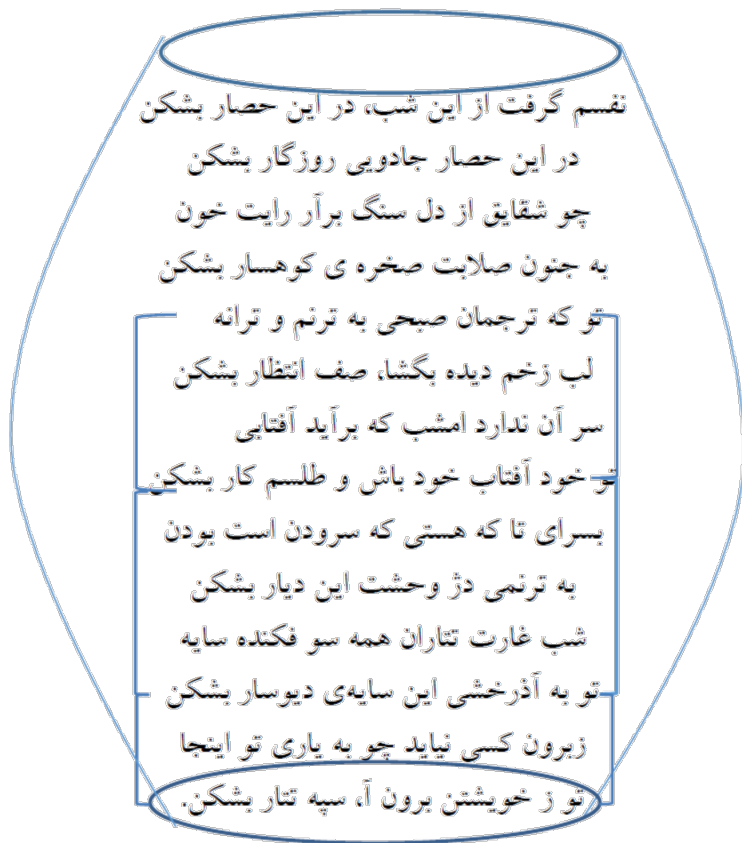 نفسم گرفت از این شب، در این حصار بشکن
در این حصار جادویی روزگار بشکن
چو شقایق از دل سنگ برآر رایت خون
به جنون صلابت صخره ی کوهسار بشکن
تو که ترجمان صبحی به ترنم و ترانه
لب زخم دیده بگشا، صف انتظار بشکن
سر آن ندارد امشب که برآید آفتابی
تو خود آفتاب خود باش و طلسم کار بشکن
بسرای تا که هستی که سرودن است بودن
به ترنمی دژ وحشت این دیار بشکن
شب غارت تتاران همه سو فکنده سایه
تو به آذرخشی این سایه‌ی دیوسار بشکن
زبرون کسی نیاید چو به یاری تو اینجا
تو ز خویشتن برون آ، سپه تتار بشکن.